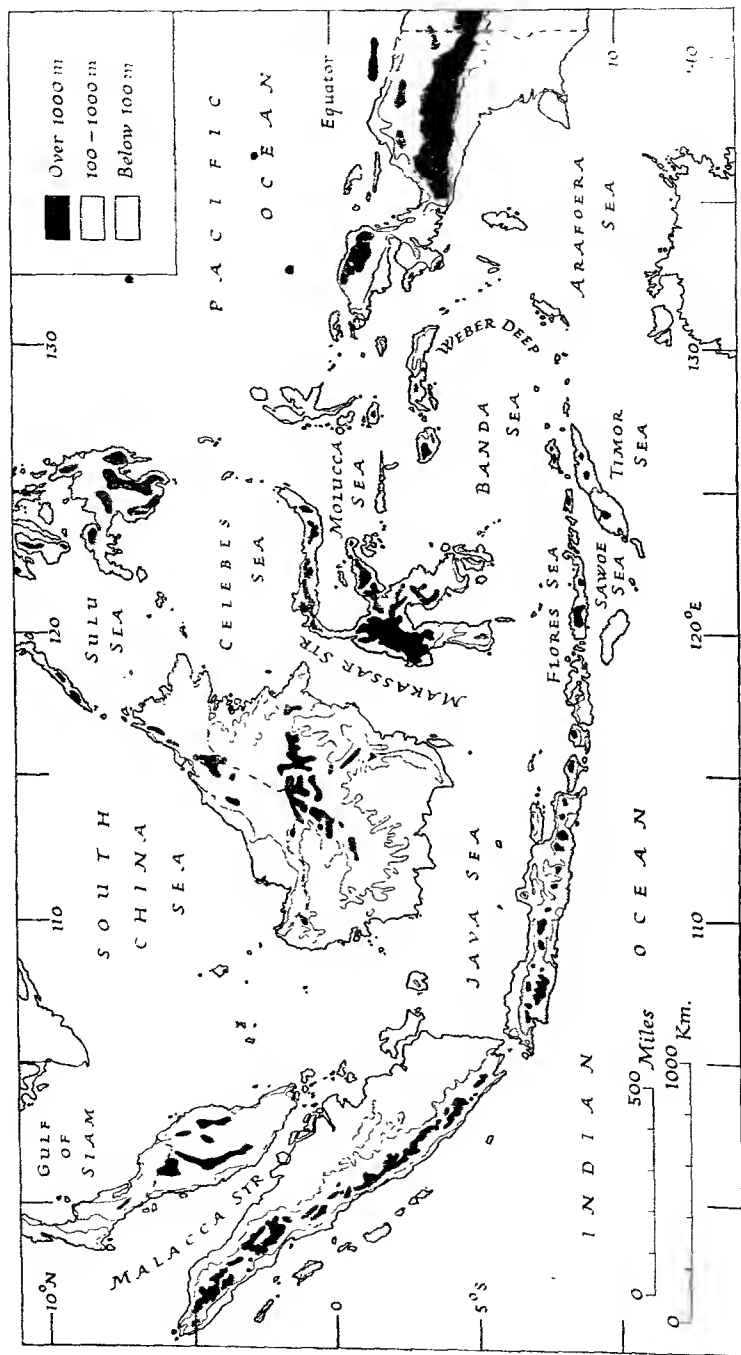 Over 1000 m
100–1000 m
Below 100 m
10°N
110
120
130
GULF
OF
SIAM
SOUTH
CHINA
SEA
SULU
SEA
PACIFIC
OCEAN
MALACCA STR
CELEBES
SEA
Equator
0
MAKASSAR STR
MOLUCCA
SEA
5°S
JAVA SEA
FLORES SEA
BANDA
SEA
WEBER DEEP
ARAFOERA
SEA
SAWOE
SEA
TIMOR
SEA
10
INDIAN OCEAN
0 500 Miles
0 1000 Km.
110
120°E
130
140